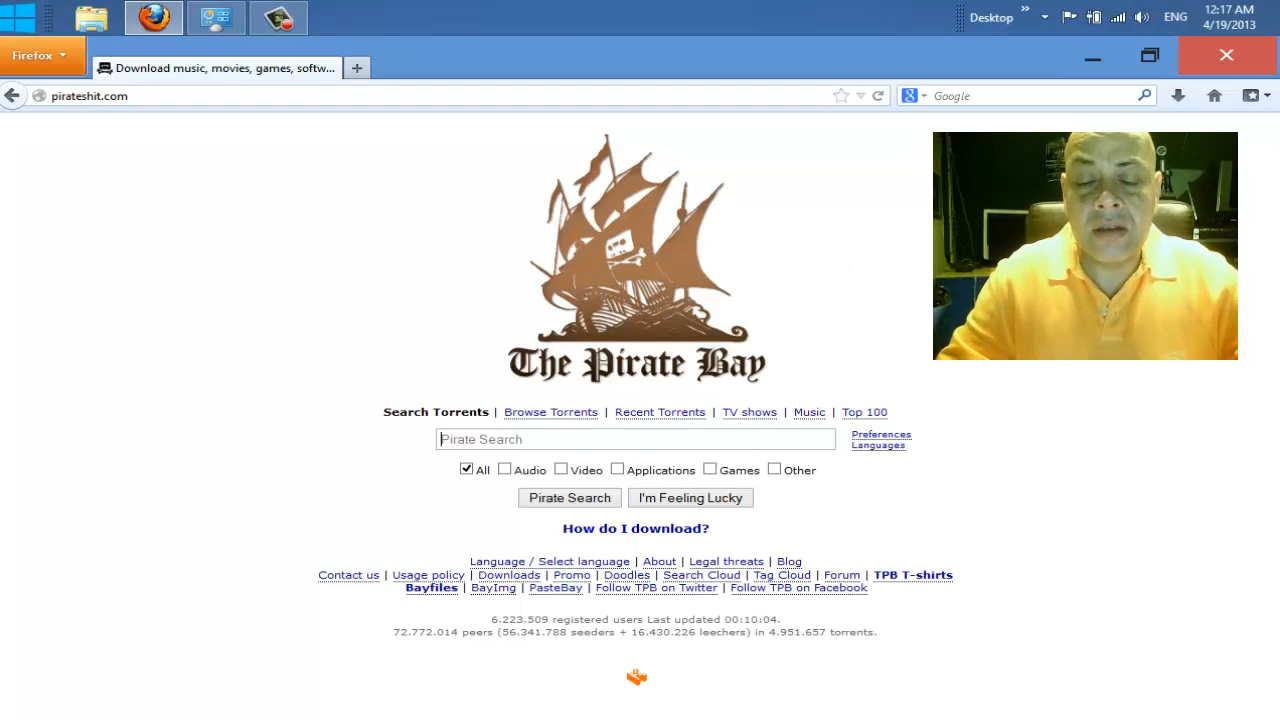 Desktop
ENG
12:17 AM
4/19/2013
Firefox
Download music, movies, games, softw...
pirateshit.com
Google
The Pirate Bay
Search Torrents | Browse Torrents | Recent Torrents | TV shows | Music | Top 100
Pirate Search
Preferences
Languages
All Audio Video Applications Games Other
Pirate Search I'm Feeling Lucky
How do I download?
Language / Select language | About | Legal threats | Blog
Contact us | Usage policy | Downloads | Promo | Doodles | Search Cloud | Tag Cloud | Forum | TPB T-shirts
Bayfiles | BayImg | PasteBay | Follow TPB on Twitter | Follow TPB on Facebook
6.223.509 registered users Last updated 00:10:04.
72.772.014 peers (56.341.788 seeders + 16.430.226 leechers) in 4.951.657 torrents.